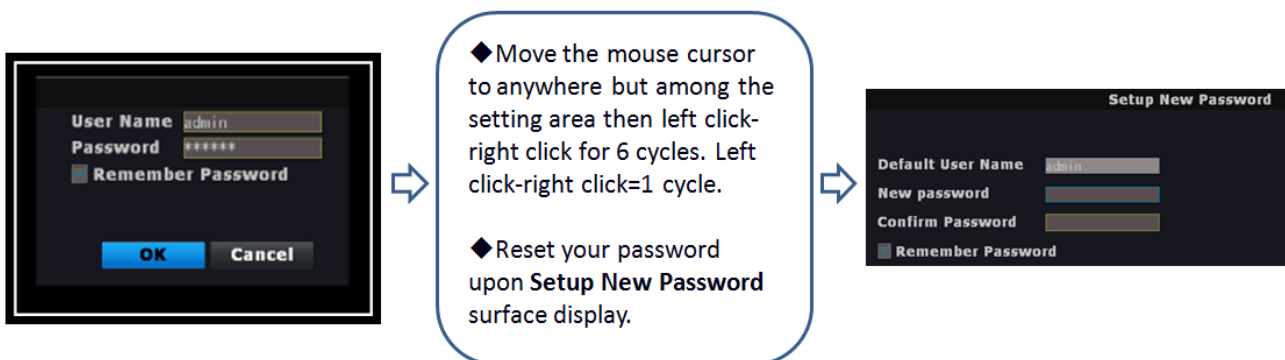 User Name admin
Password ******
Remember Password
OK Cancel
◆Move the mouse cursor
to anywhere but among the
setting area then left click-
right click for 6 cycles. Left
click-right click=1 cycle.
◆Reset your password
upon Setup New Password
surface display.
Setup New Password
Default User Name admin
New password
Confirm Password
Remember Password